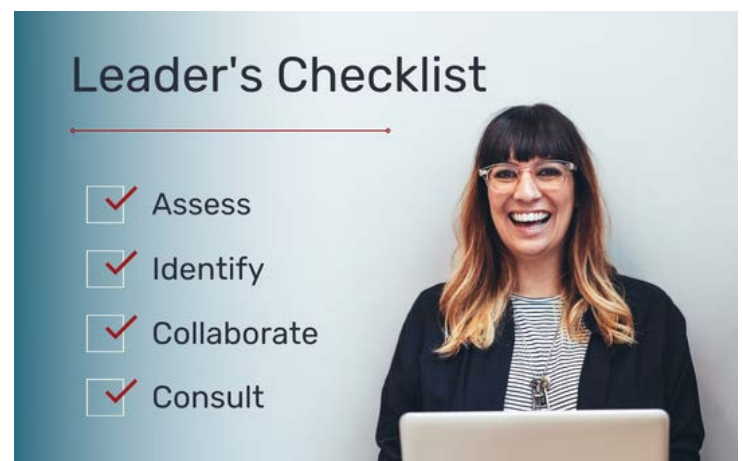 Leader's Checklist
Assess
Identify
Collaborate
Consult